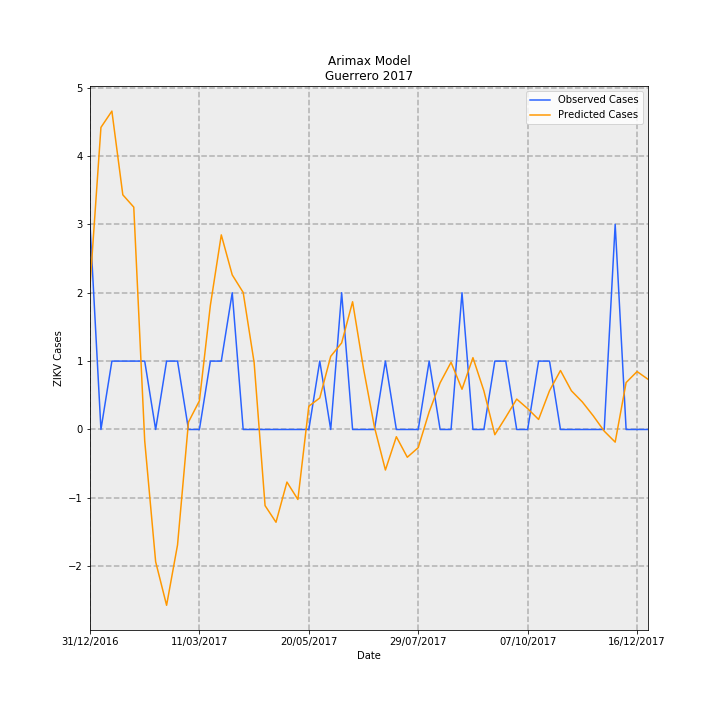 Arimax Model
Guerrero 2017
Observed Cases
Predicted Cases
5
4
3
2
1
0
−1
−2
ZIKV Cases
31/12/2016 11/03/2017 20/05/2017 29/07/2017 07/10/2017 16/12/2017
Date